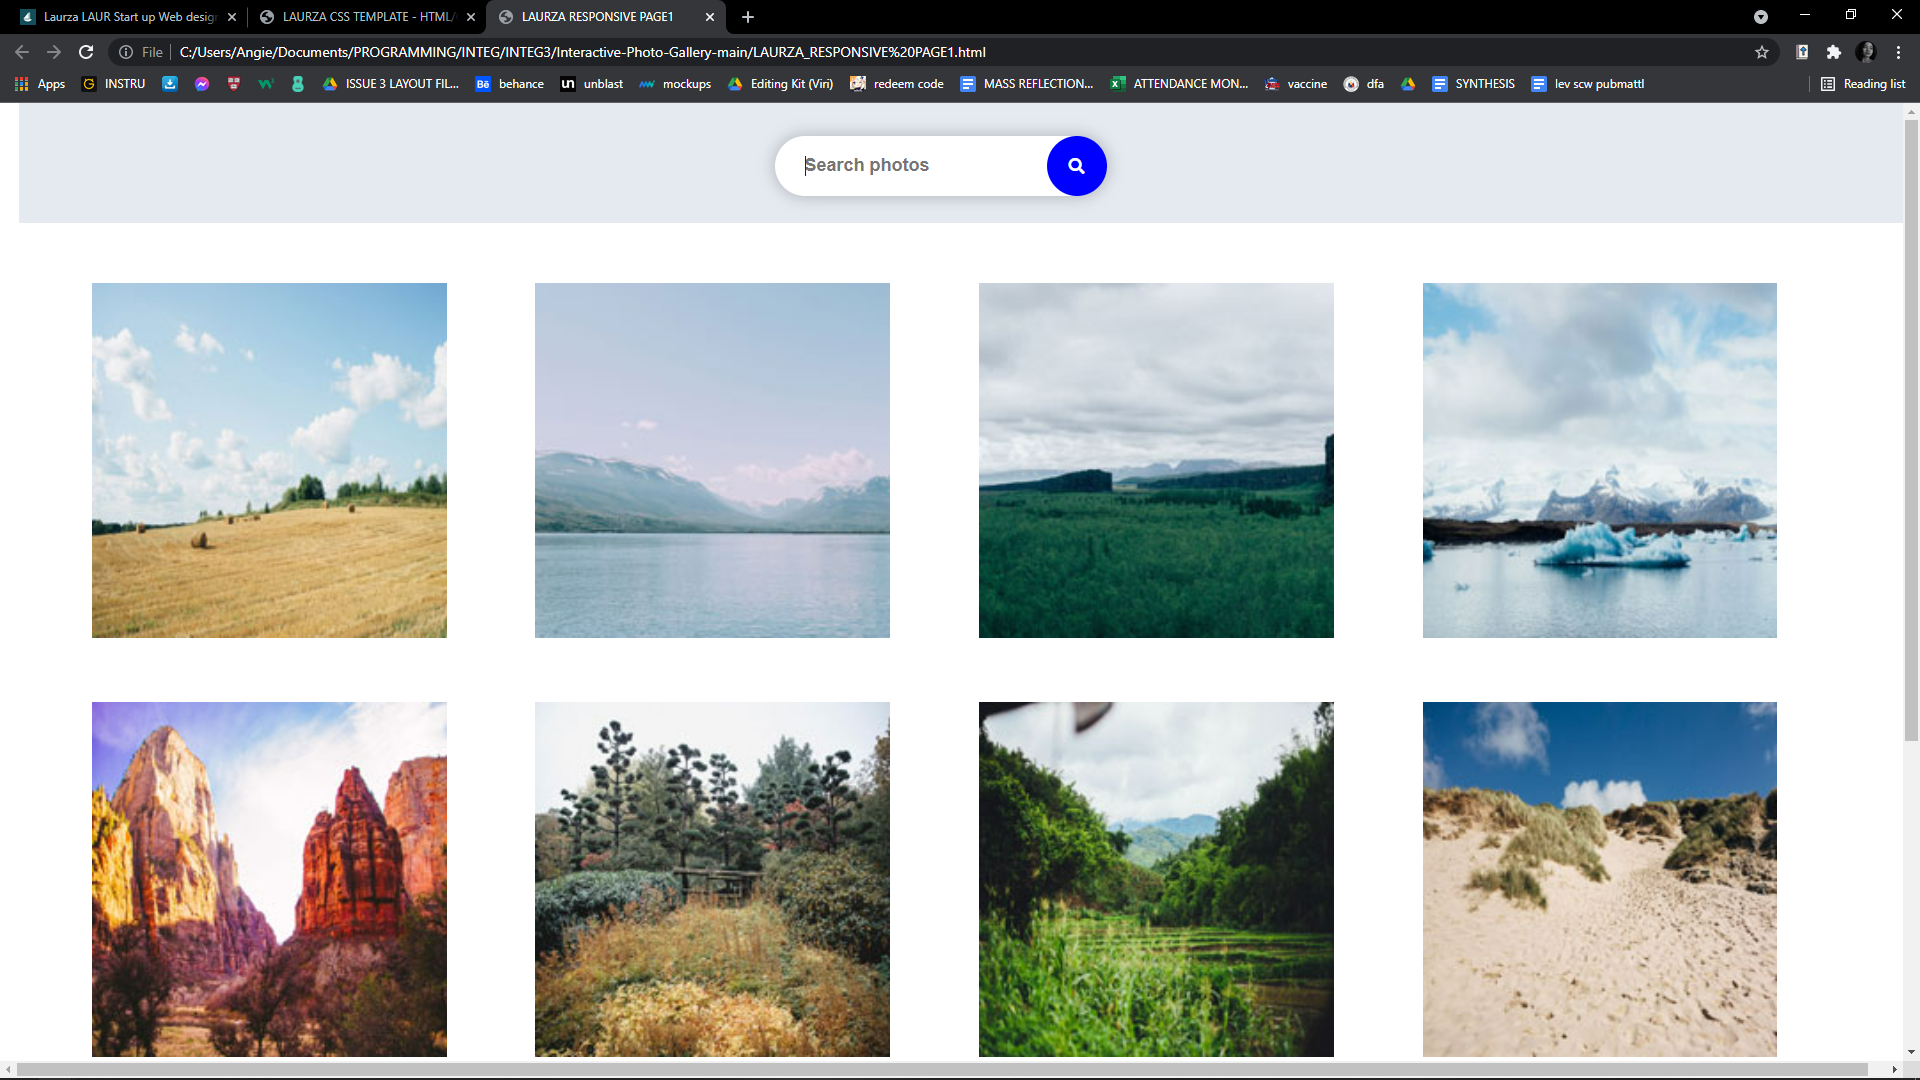 Laurza LAUR Start up Web desig
LAURZA CSS TEMPLATE - HTML/
LAURZA RESPONSIVE PAGE1
File
C:/Users/Angie/Documents/PROGRAMMING/INTEG/INTEG3/Interactive-Photo-Gallery-main/LAURZA_RESPONSIVE%20PAGE1.html
Apps INSTRU ISSUE 3 LAYOUT FIL... Bē behance un unblast mockups Editing Kit (Viri) redeem code MASS REFLECTION... ATTENDANCE MON... vaccine dfa SYNTHESIS lev scw pubmattl Reading list
Search photos